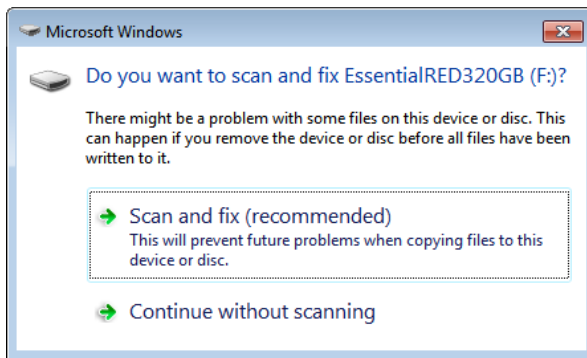 Microsoft Windows
Do you want to scan and fix EssentialRED320GB (F:)?
There might be a problem with some files on this device or disc. This
can happen if you remove the device or disc before all files have been
written to it.
Scan and fix (recommended)
This will prevent future problems when copying files to this
device or disc.
Continue without scanning